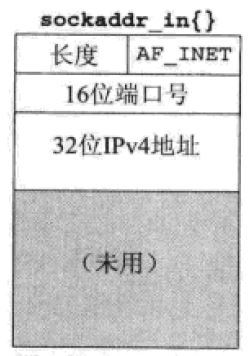 sockaddr_in{}
长度 AF_INET
16位端口号
32位IPv4地址
(未用)